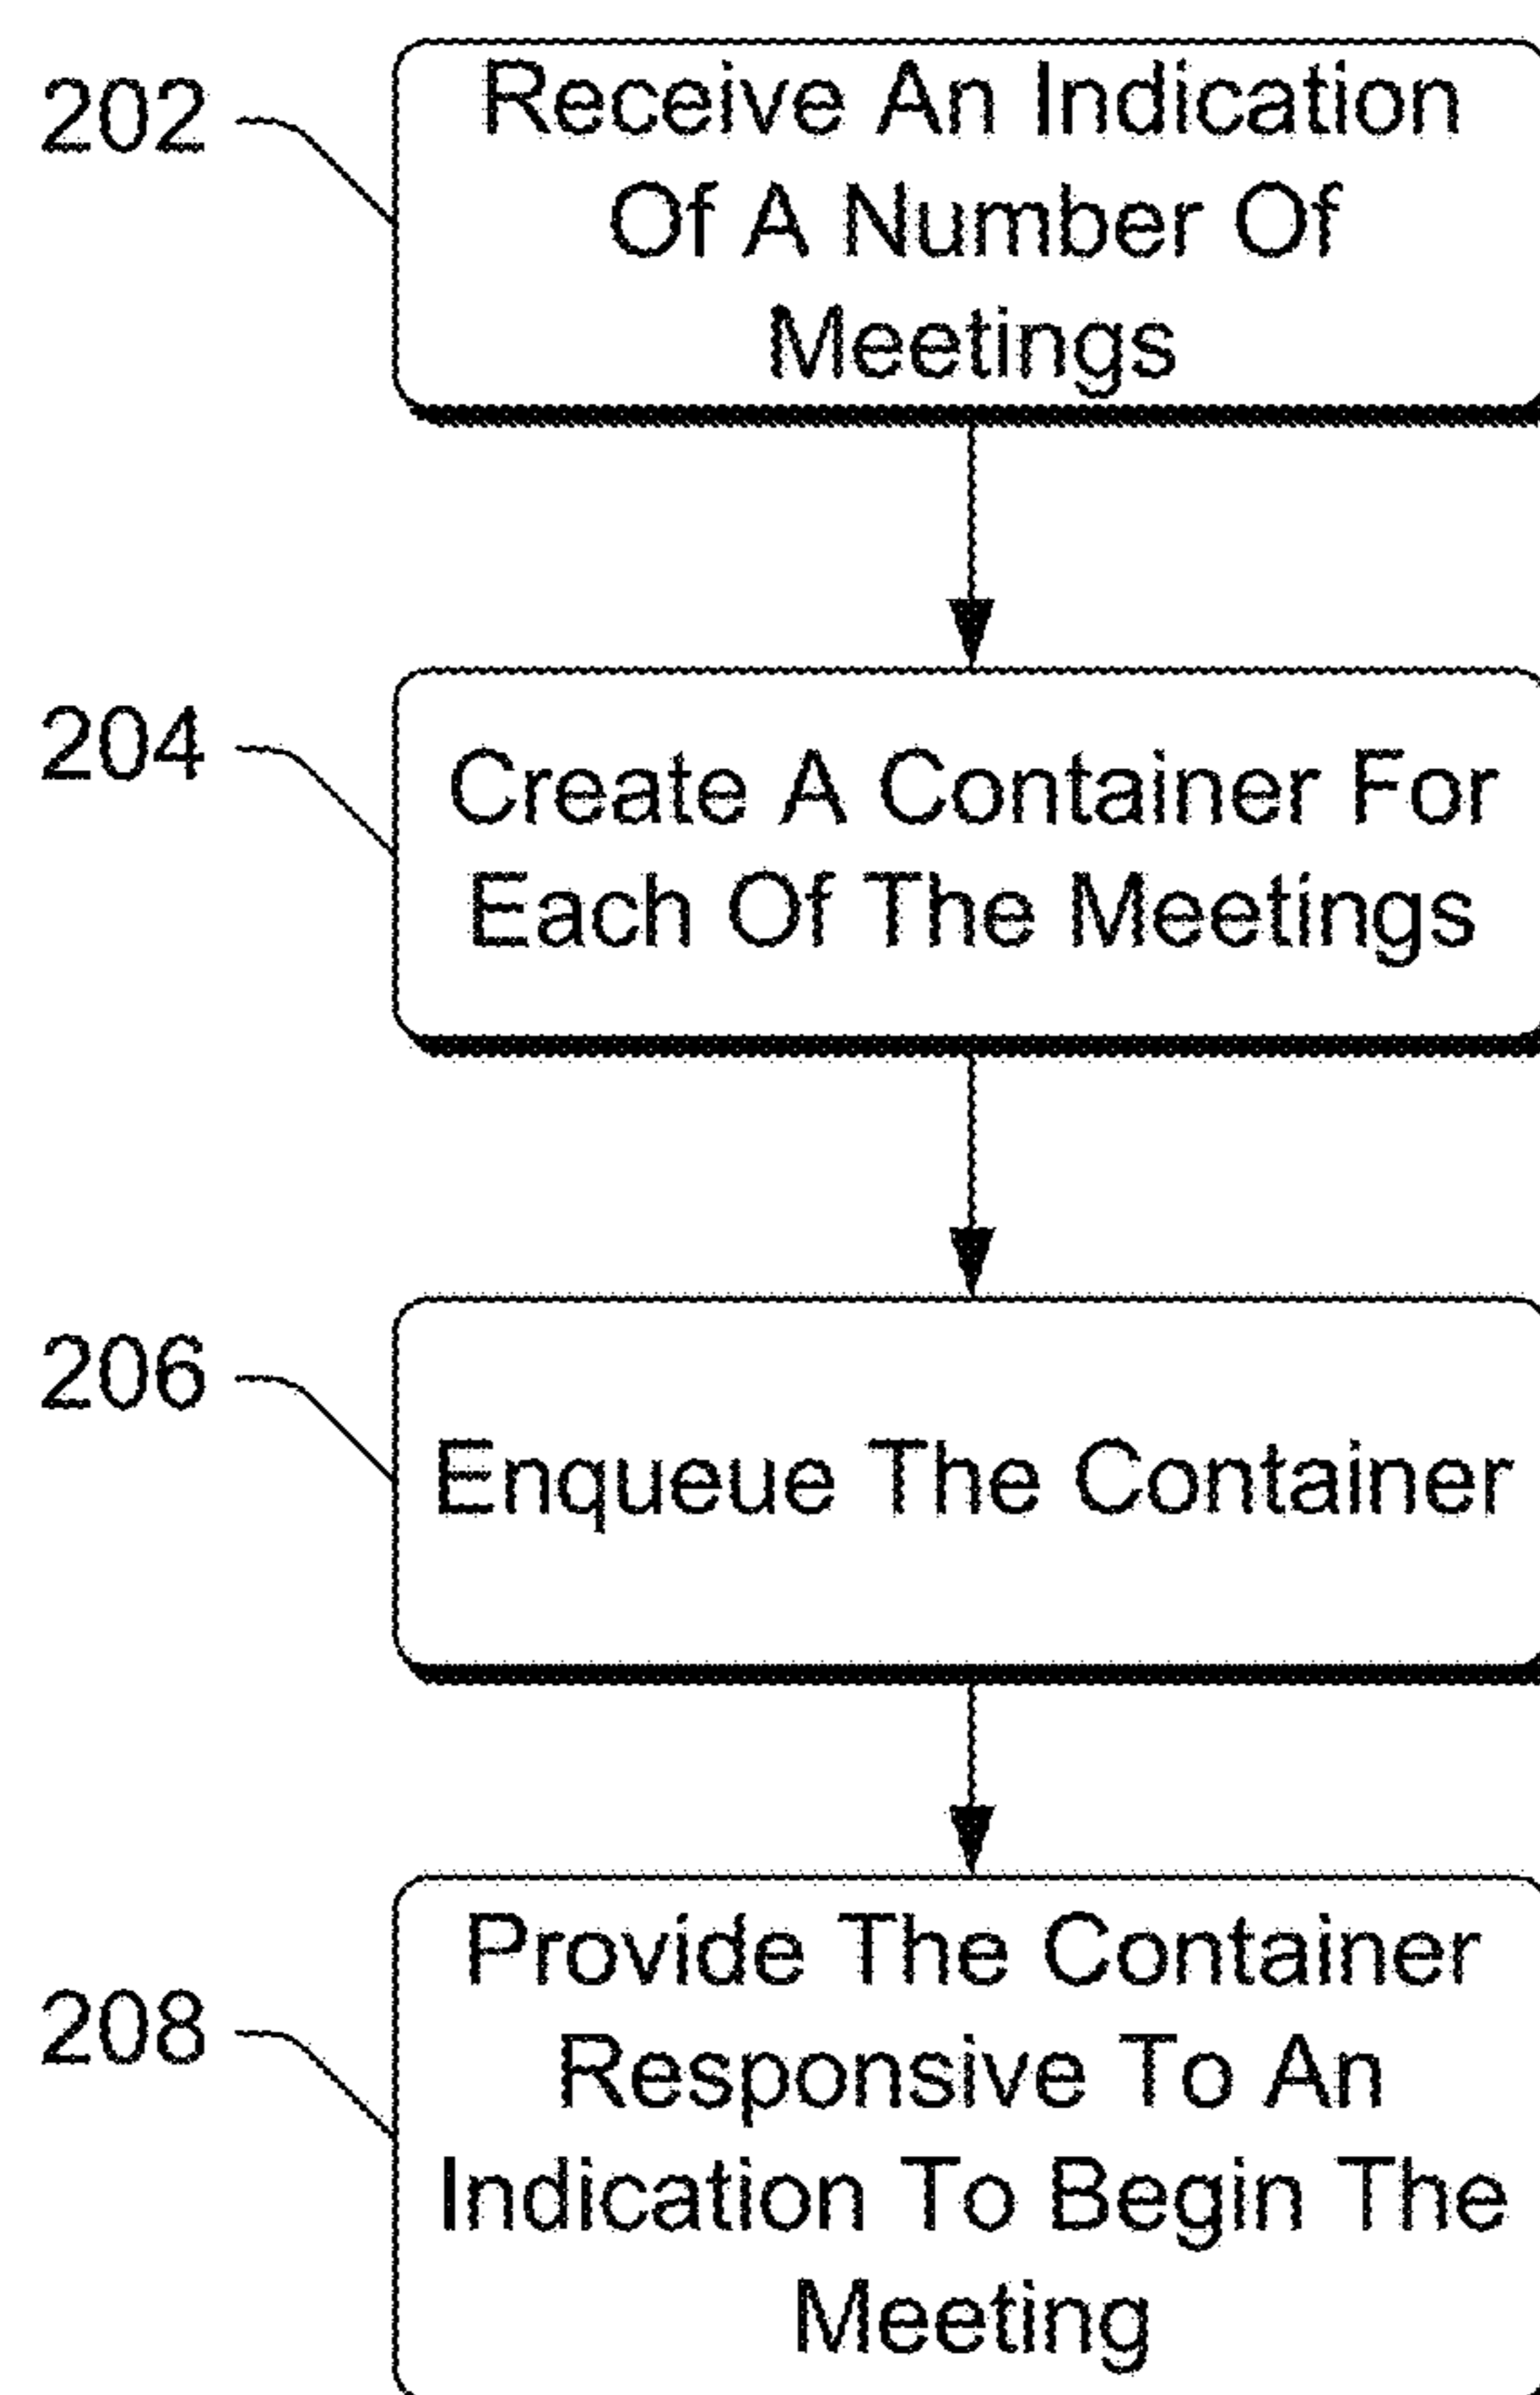 202
Receive An Indication
Of A Number Of
Meetings
204
Create A Container For
Each Of The Meetings
206
Enqueue The Container
208
Provide The Container
Responsive To An
Indication To Begin The
Meeting